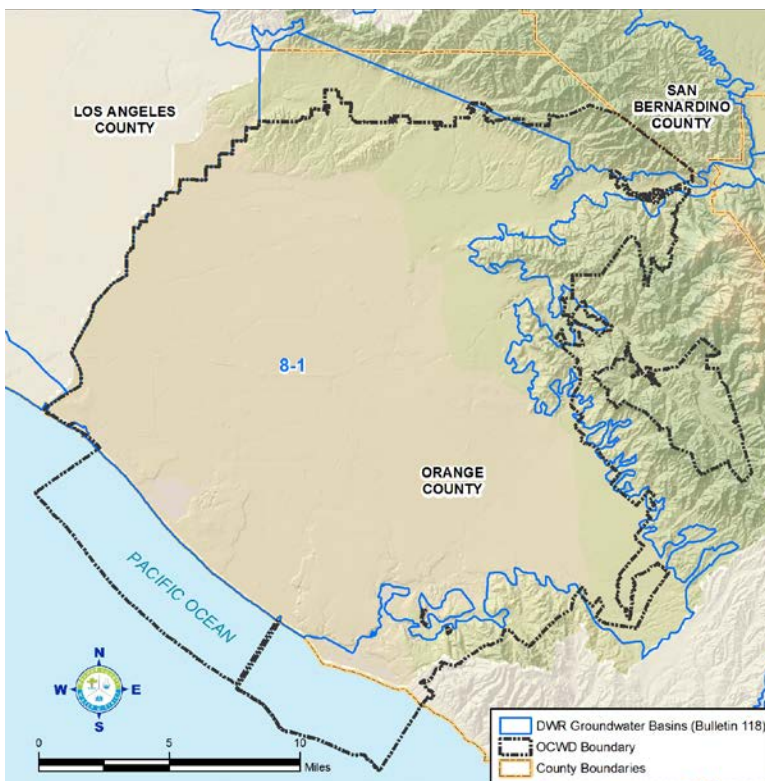 LOS ANGELES
COUNTY
SAN
BERNARDINO
COUNTY
8-1
ORANGE
COUNTY
PACIFIC OCEAN
N
W
E
S
0
5
10
Miles
DWR Groundwater Basins (Bulletin 118)
OCWD Boundary
County Boundaries